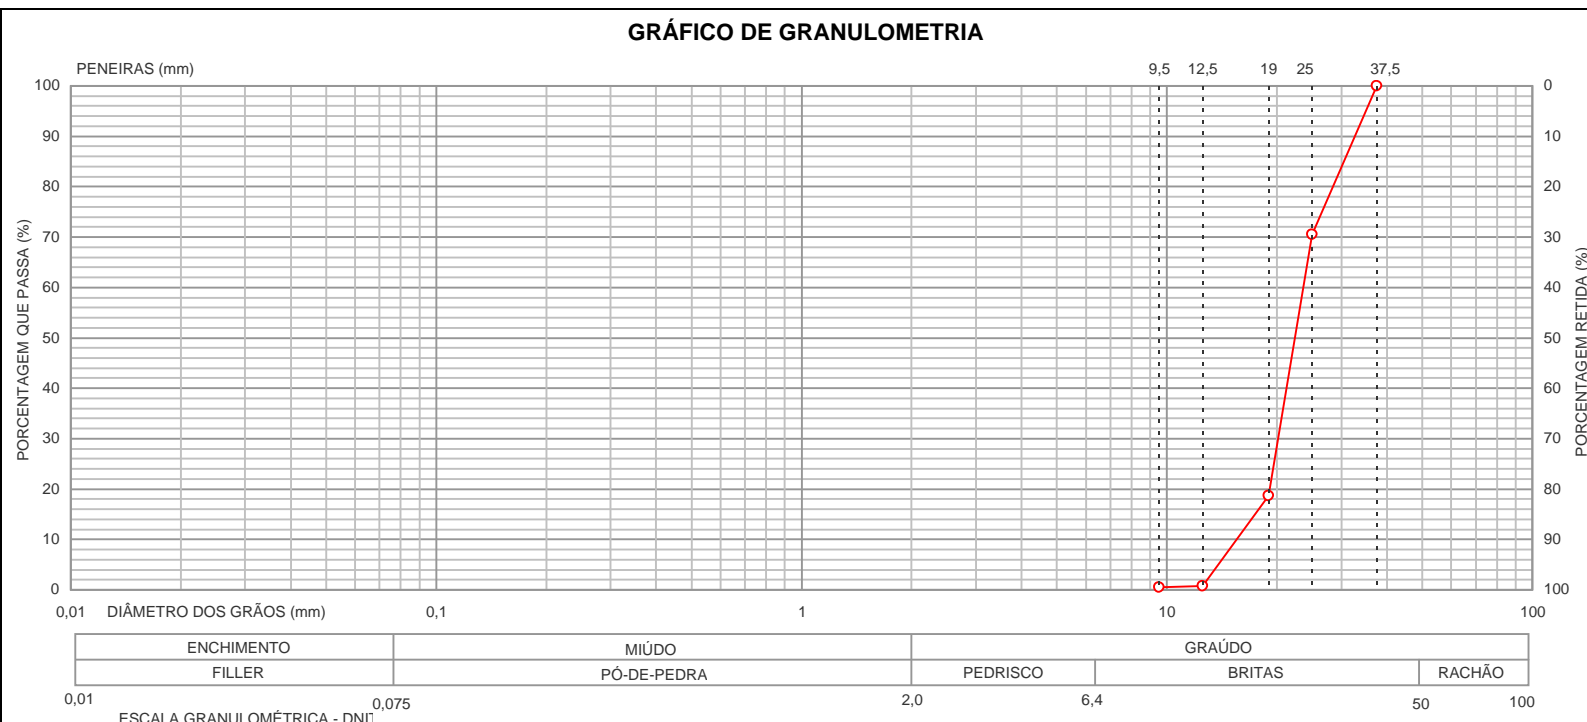 GRÁFICO DE GRANULOMETRIA
PENEIRAS (mm)
9,5 12,5 19 25 37,5
100 0
90 10
80 20
70 30
60 40
50 50
40 60
30 70
20 80
10 90
0 100
PORCENTAGEM QUE PASSA (%)
PORCENTAGEM RETIDA (%)
0,01 DIÂMETRO DOS GRÃOS (mm) 0,1 1 10 100
ENCHIMENTO MIÚDO GRAÚDO
FILLER PÓ-DE-PEDRA PEDRISCO BRITAS RACHÃO
0,01 0,075 2,0 6,4 50 100
ESCALA GRANULOMÉTRICA - DNIT